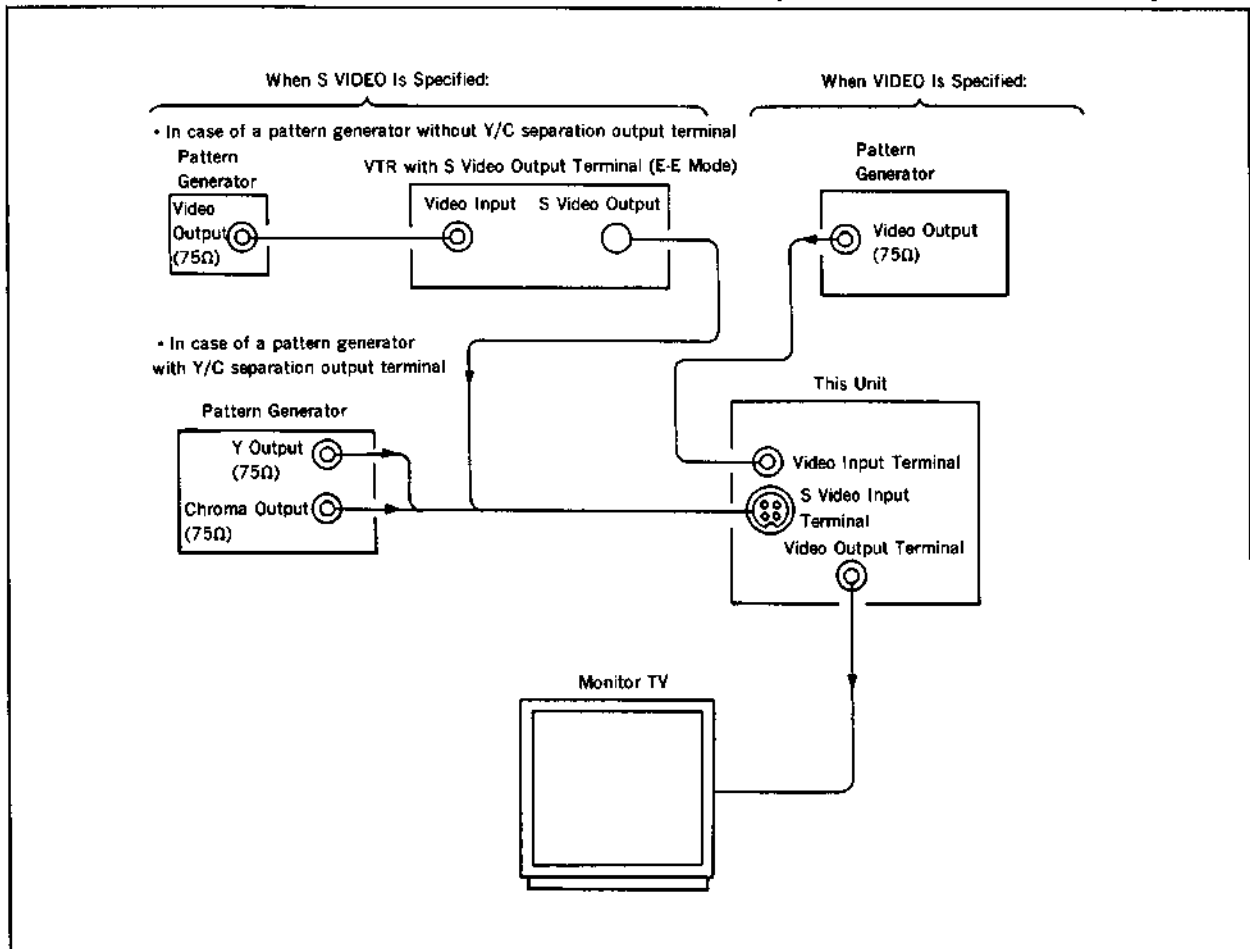 When S VIDEO Is Specified:
• In case of a pattern generator without Y/C separation output terminal
Pattern
Generator
Video
Output
(75Ω)
VTR with S Video Output Terminal (E-E Mode)
Video Input
S Video Output
When VIDEO Is Specified:
Pattern
Generator
Video Output
(75Ω)
• In case of a pattern generator
with Y/C separation output terminal
Pattern Generator
Y Output
(75Ω)
Chroma Output
(75Ω)
This Unit
Video Input Terminal
S Video Input
Terminal
Video Output Terminal
Monitor TV